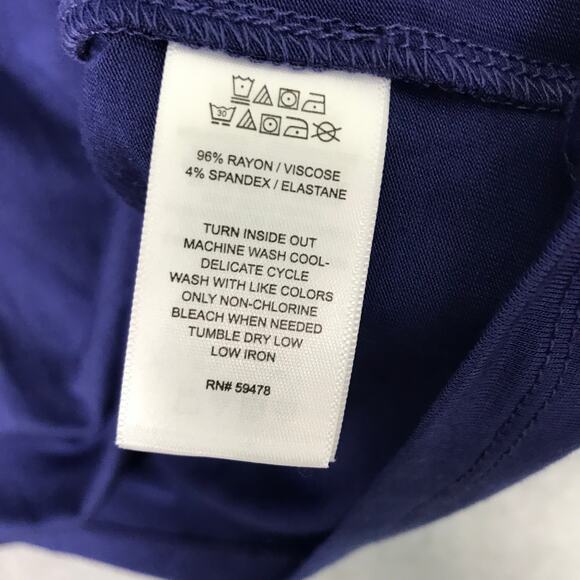 30
96% RAYON / VISCOSE
4% SPANDEX / ELASTANE
TURN INSIDE OUT
MACHINE WASH COOL-
DELICATE CYCLE
WASH WITH LIKE COLORS
ONLY NON-CHLORINE
BLEACH WHEN NEEDED
TUMBLE DRY LOW
LOW IRON
RN# 59478